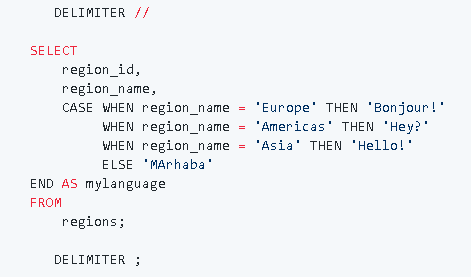 DELIMITER //
SELECT
region_id,
region_name,
CASE WHEN region_name = 'Europe' THEN 'Bonjour!'
WHEN region_name = 'Americas' THEN 'Hey?'
WHEN region_name = 'Asia' THEN 'Hello!'
ELSE 'MArhaba'
END AS mylanguage
FROM
regions;
DELIMITER ;